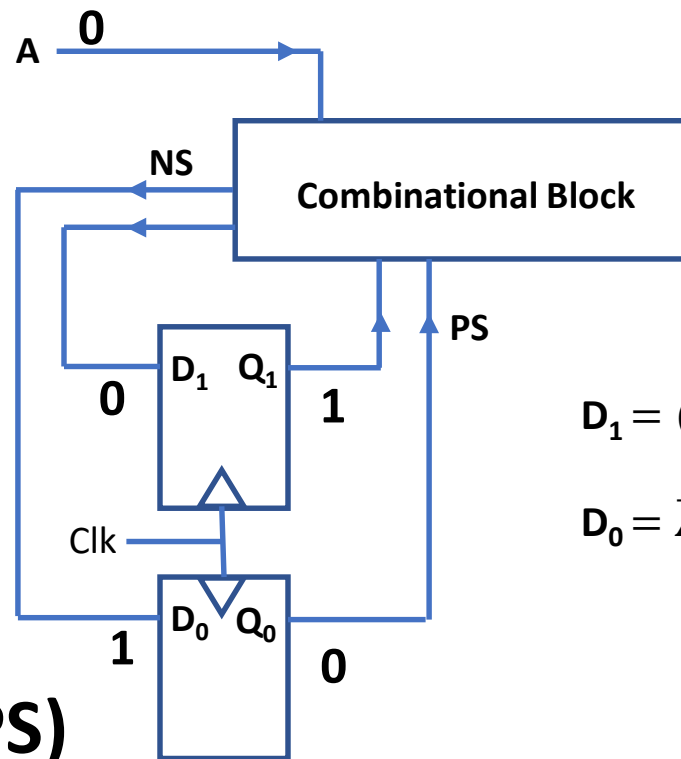 A 0
NS
Combinational Block
PS
D₁ Q₁
0 1
D₁ = (
Clk
D₀ =
D₀ Q₀
1 0
PS)